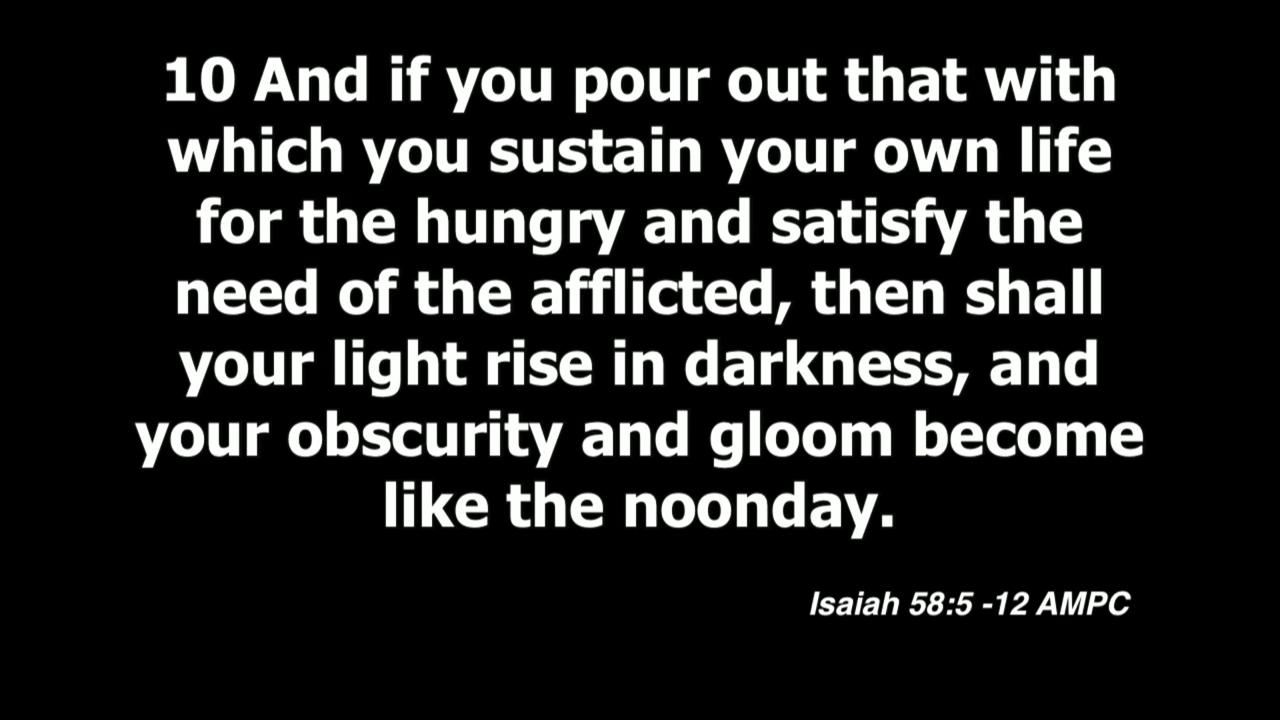 10 And if you pour out that with
which you sustain your own life
for the hungry and satisfy the
need of the afflicted, then shall
your light rise in darkness, and
your obscurity and gloom become
like the noonday.
Isaiah 58:5 -12 AMPC